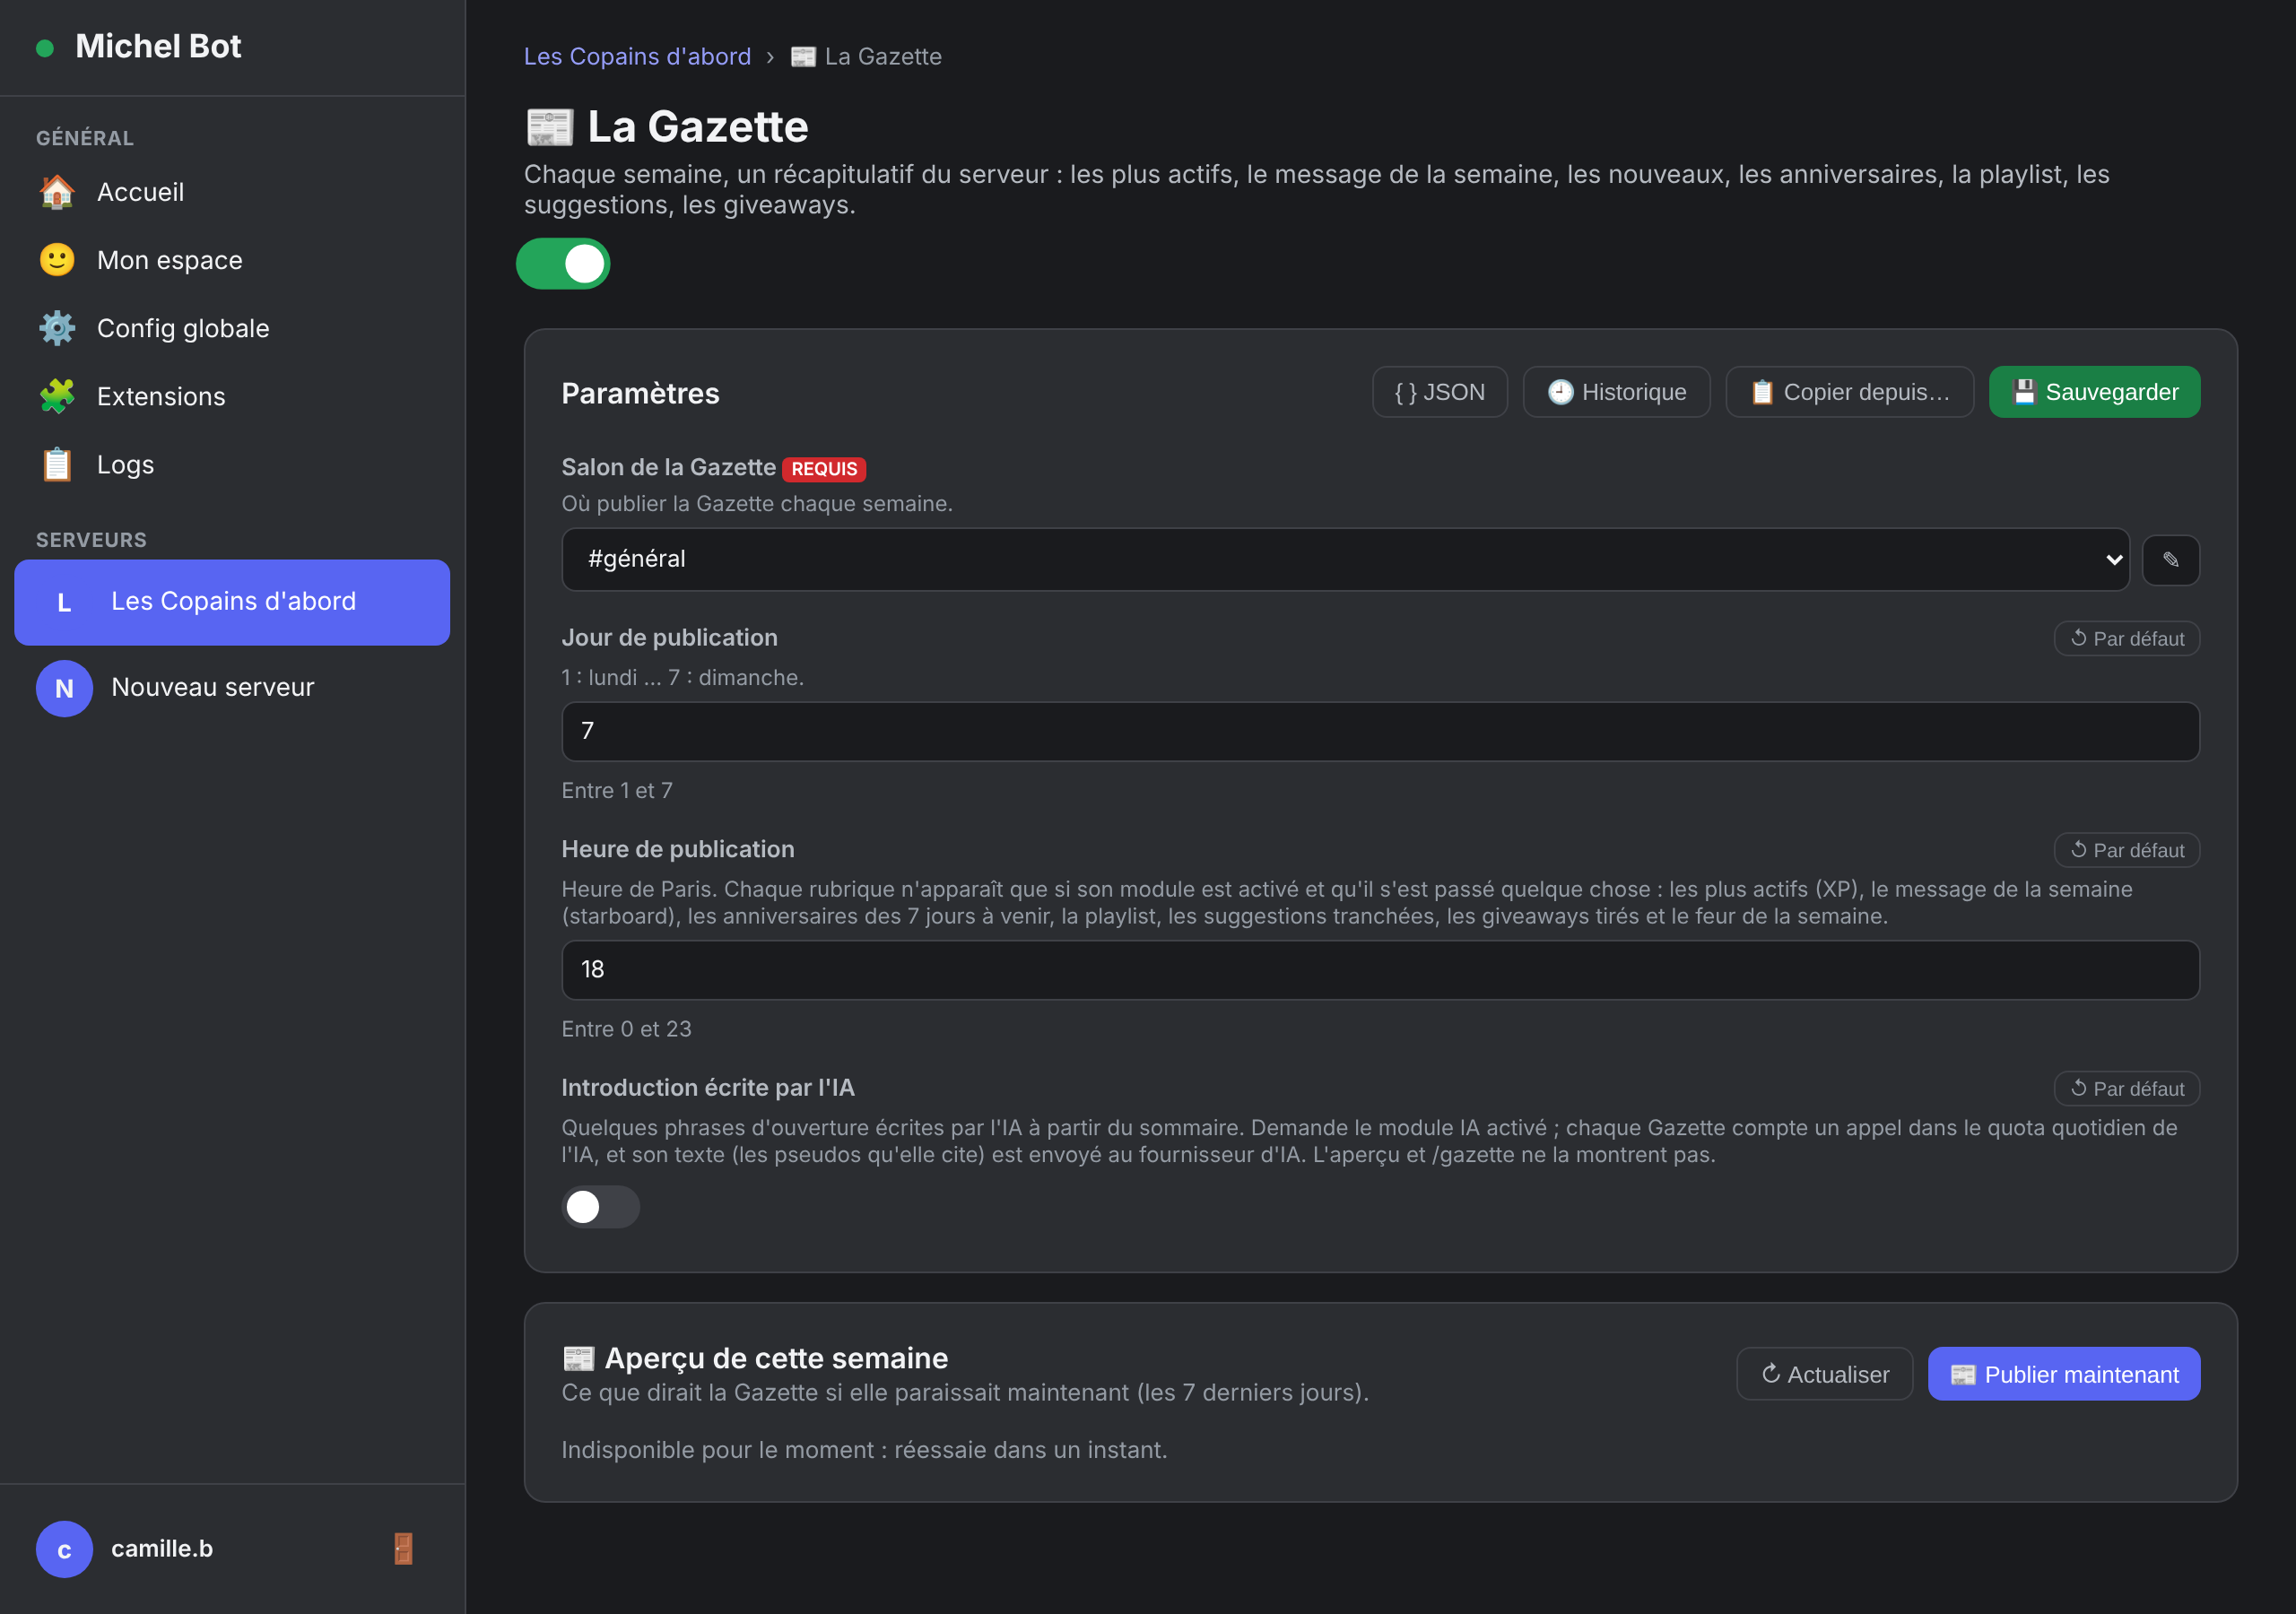 Michel Bot
GÉNÉRAL
Accueil
Mon espace
Config globale
Extensions
Logs
SERVEURS
L Les Copains d'abord
N Nouveau serveur
c camille.b
Les Copains d'abord › La Gazette
La Gazette
Chaque semaine, un récapitulatif du serveur : les plus actifs, le message de la semaine, les nouveaux, les anniversaires, la playlist, les
suggestions, les giveaways.
Paramètres
{ } JSON
Historique
Copier depuis…
Sauvegarder
Salon de la Gazette REQUIS
Où publier la Gazette chaque semaine.
#général
Jour de publication
↺ Par défaut
1 : lundi … 7 : dimanche.
7
Entre 1 et 7
Heure de publication
↺ Par défaut
Heure de Paris. Chaque rubrique n'apparaît que si son module est activé et qu'il s'est passé quelque chose : les plus actifs (XP), le message de la semaine
(starboard), les anniversaires des 7 jours à venir, la playlist, les suggestions tranchées, les giveaways tirés et le feur de la semaine.
18
Entre 0 et 23
Introduction écrite par l'IA
↺ Par défaut
Quelques phrases d'ouverture écrites par l'IA à partir du sommaire. Demande le module IA activé ; chaque Gazette compte un appel dans le quota quotidien de
l'IA, et son texte (les pseudos qu'elle cite) est envoyé au fournisseur d'IA. L'aperçu et /gazette ne la montrent pas.
Aperçu de cette semaine
Ce que dirait la Gazette si elle paraissait maintenant (les 7 derniers jours).
↻ Actualiser
Publier maintenant
Indisponible pour le moment : réessaie dans un instant.